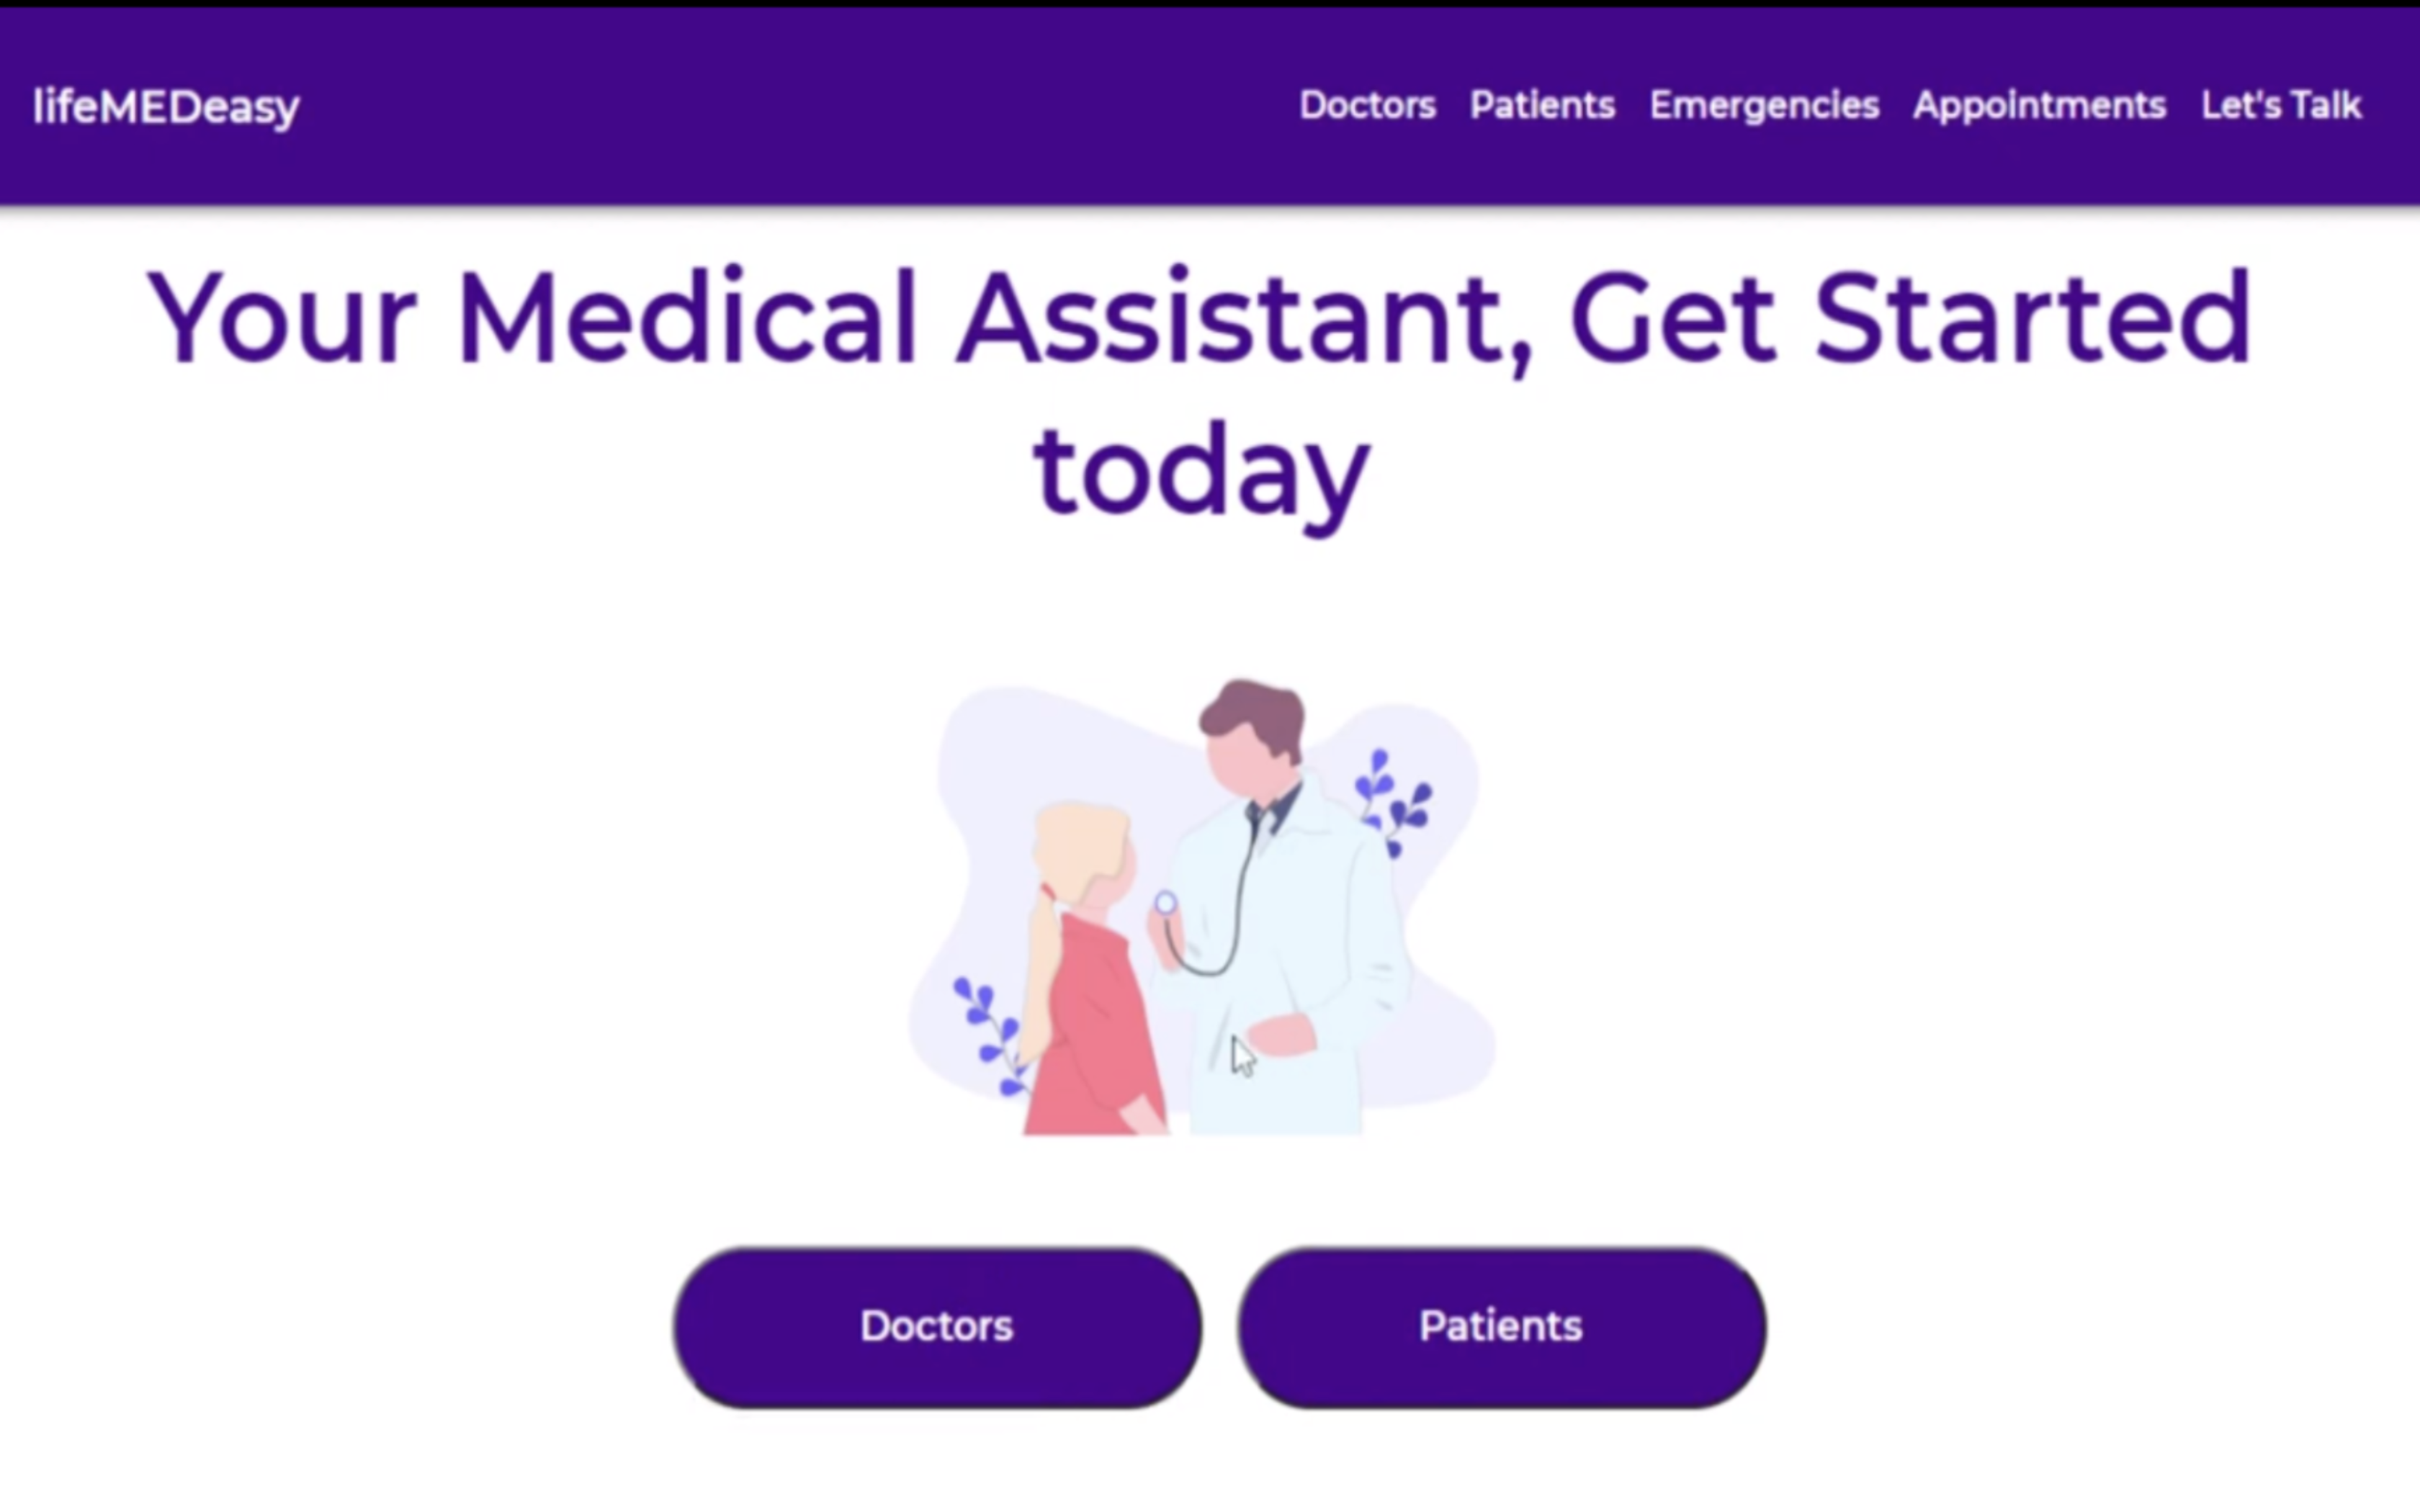 lifeMEDeasy
Doctors Patients Emergencies Appointments Let's Talk
Your Medical Assistant, Get Started
today
Doctors
Patients